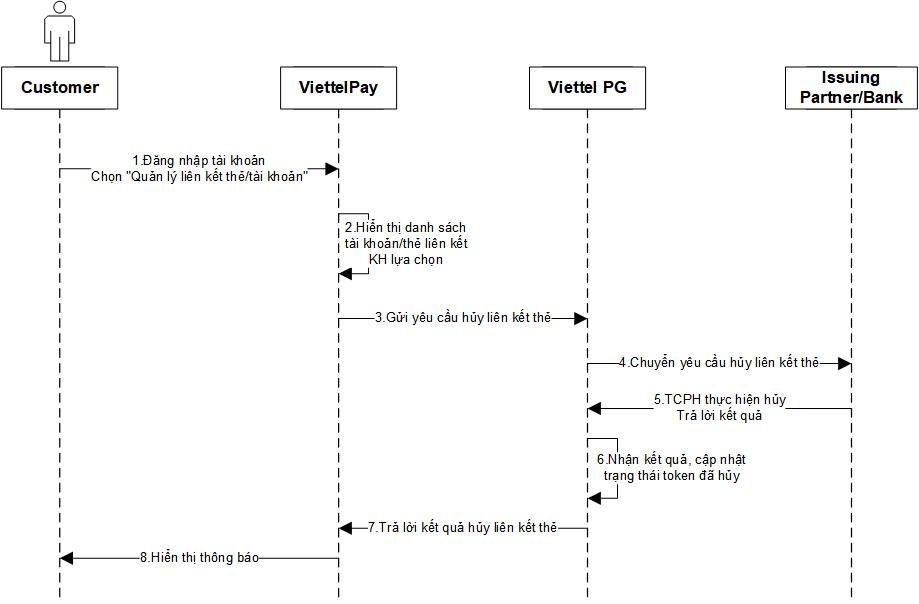 Customer
ViettelPay
Viettel PG
Issuing
Partner/Bank
1.Đăng nhập tài khoản
Chọn "Quản lý liên kết thẻ/tài khoản"
2.Hiển thị danh sách
tài khoản/thẻ liên kết
KH lựa chọn
3.Gửi yêu cầu hủy liên kết thẻ
4.Chuyển yêu cầu hủy liên kết thẻ
5.TCPH thực hiện hủy
Trả lời kết quả
6.Nhận kết quả, cập nhật
trạng thái token đã hủy
7.Trả lời kết quả hủy liên kết thẻ
8.Hiển thị thông báo